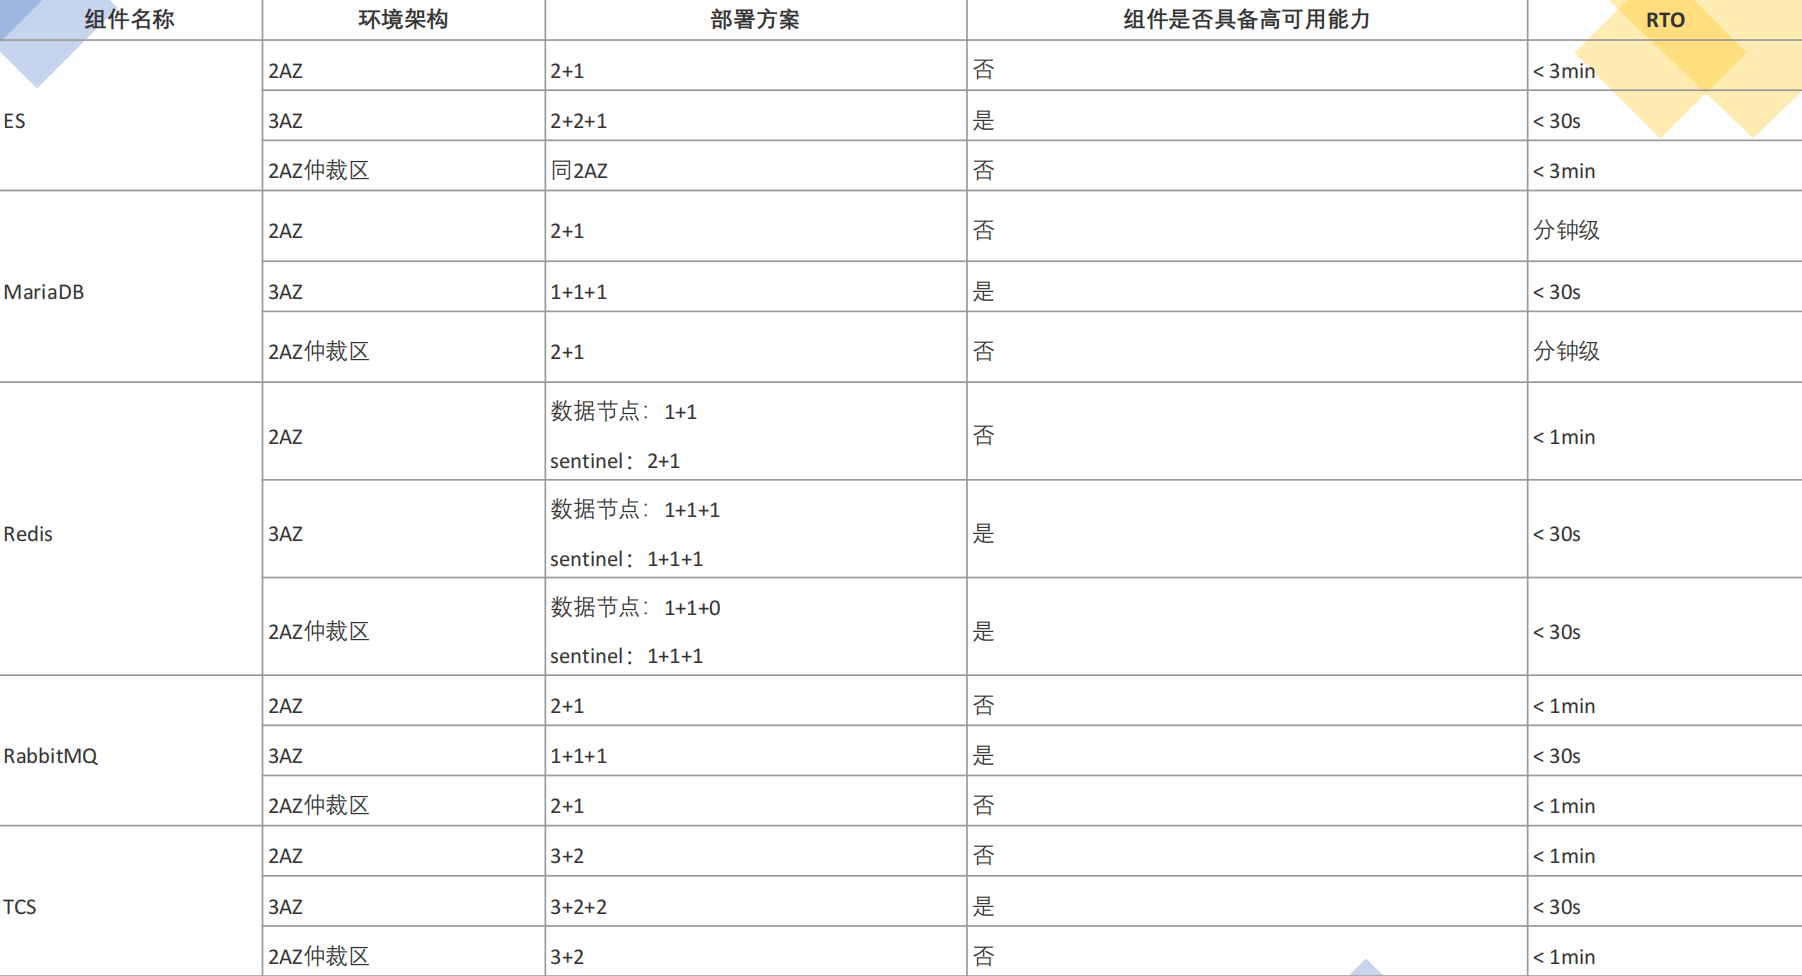 组件名称 环境架构 部署方案 组件是否具备高可用能力 RTO
ES
2AZ 2+1 否 < 3min
3AZ 2+2+1 是 < 30s
2AZ仲裁区 同2AZ 否 < 3min
MariaDB
2AZ 2+1 否 分钟级
3AZ 1+1+1 是 < 30s
2AZ仲裁区 2+1 否 分钟级
Redis
2AZ 数据节点：1+1
sentinel：2+1
否 < 1min
3AZ 数据节点：1+1+1
sentinel：1+1+1
是 < 30s
2AZ仲裁区 数据节点：1+1+0
sentinel：1+1+1
是 < 30s
RabbitMQ
2AZ 2+1 否 < 1min
3AZ 1+1+1 是 < 30s
2AZ仲裁区 2+1 否 < 1min
TCS
2AZ 3+2 否 < 1min
3AZ 3+2+2 是 < 30s
2AZ仲裁区 3+2 否 < 1min